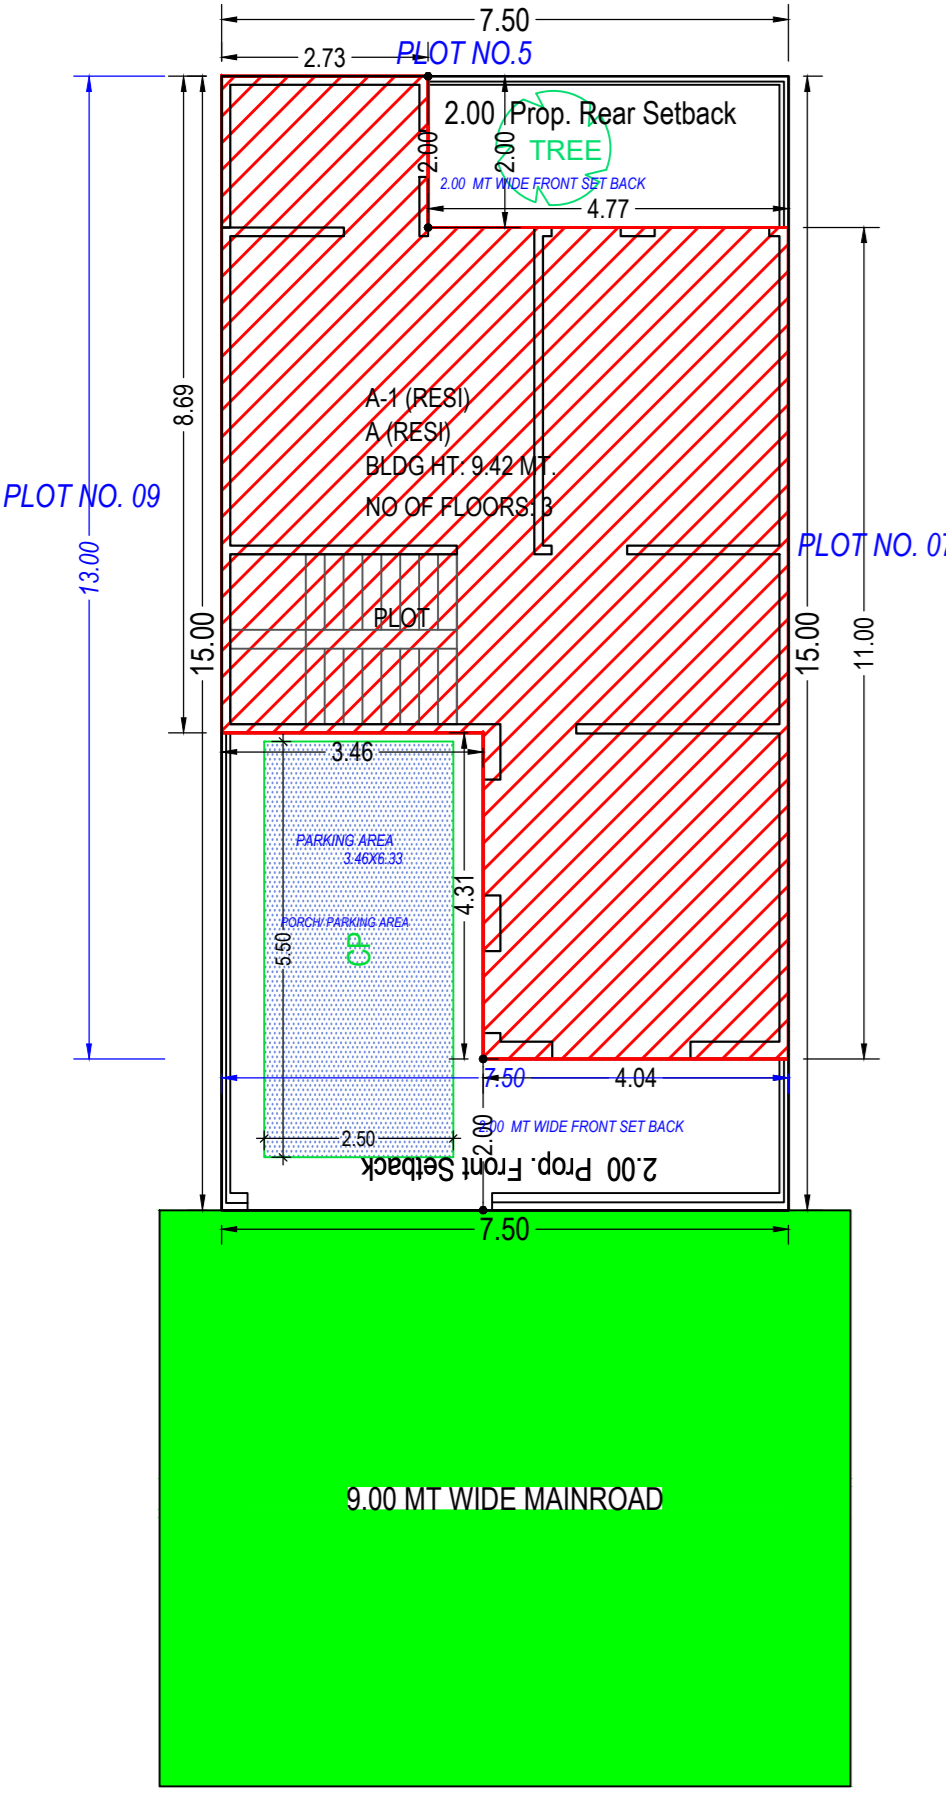 7.50
2.73
PLOT NO.5
2.00 Prop. Rear Setback
2.00
2.00
TREE
2.00 MT WIDE FRONT SET BACK
4.77
8.69
A-1 (RESI)
A (RESI)
BLDG HT: 9.42 MT.
NO OF FLOORS: 3
PLOT NO. 09
PLOT NO. 07
13.00
15.00
PLOT
15.00
11.00
3.46
PARKING AREA
3.46X6.33
4.31
PORCH/ PARKING AREA
5.50
CP
7.50
4.04
2.50
2.00
2.00 MT WIDE FRONT SET BACK
2.00 Prop. Front Setback
7.50
9.00 MT WIDE MAINROAD